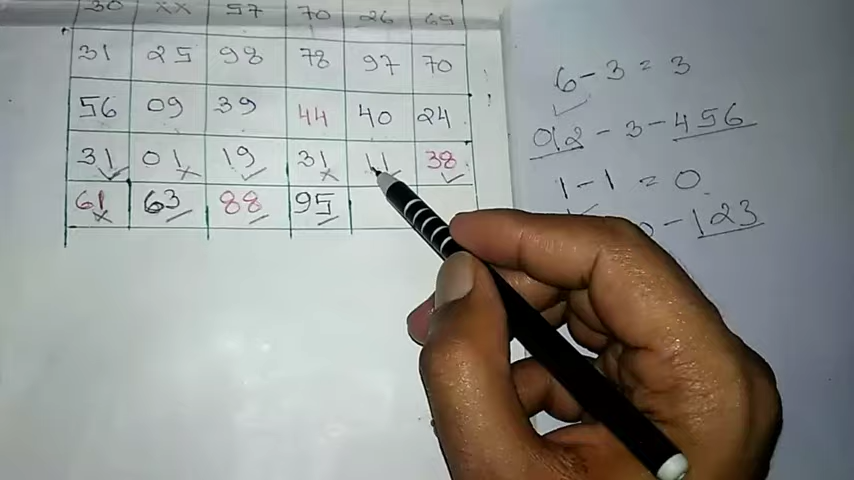 30 XX 57 70 26 69
31 25 98 78 97 70
56 09 39 44 40 24
31 01 19 31 11 38
61 63 88 95
6-3=3
012-3-456
1-1=0
-123